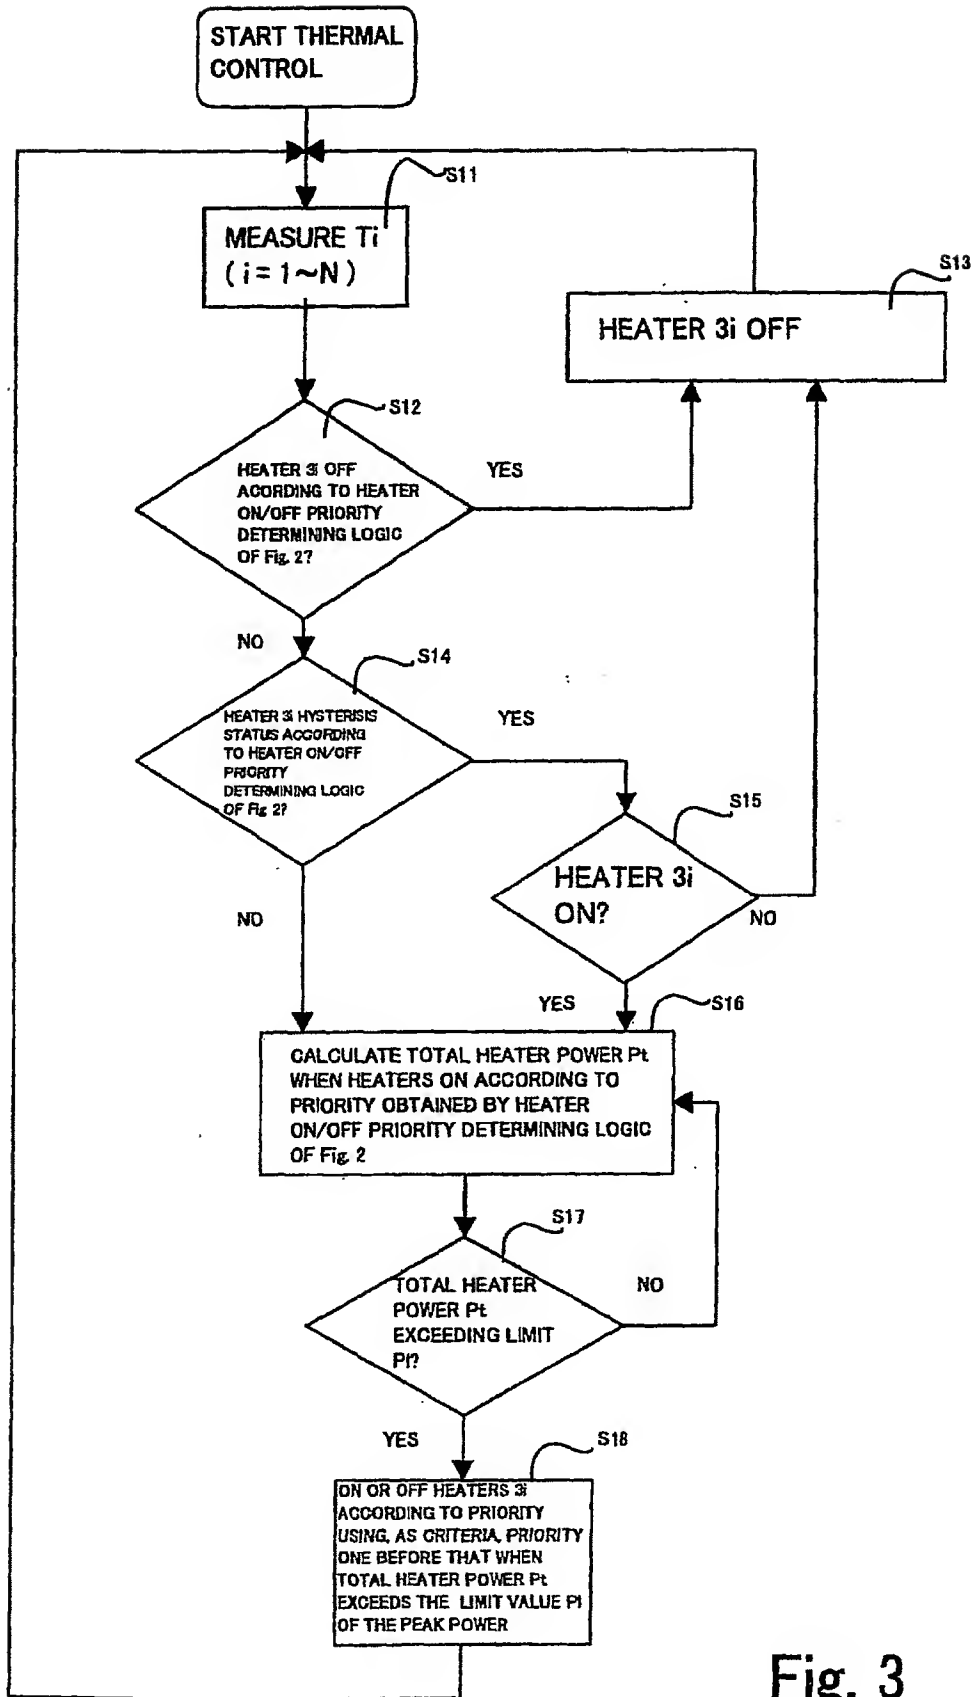 START THERMAL
CONTROL
S11
MEASURE Ti
( i = 1~N )
S13
HEATER 3i OFF
S12
HEATER 3i OFF
ACORDING TO HEATER
ON/OFF PRIORITY
DETERMINING LOGIC
OF Fig. 2?
YES
NO
S14
HEATER 3i HYSTERISIS
STATUS ACCORDING
TO HEATER ON/OFF
PRIORITY
DETERMINING LOGIC
OF Fig 2?
YES
S15
HEATER 3i
ON?
NO
NO
YES
S16
CALCULATE TOTAL HEATER POWER Pt
WHEN HEATERS ON ACCORDING TO
PRIORITY OBTAINED BY HEATER
ON/OFF PRIORITY DETERMINING LOGIC
OF Fig. 2
S17
TOTAL HEATER
POWER Pt
EXCEEDING LIMIT
Pl?
NO
YES
S18
ON OR OFF HEATERS 3i
ACCORDING TO PRIORITY
USING, AS CRITERIA, PRIORITY
ONE BEFORE THAT WHEN
TOTAL HEATER POWER Pt
EXCEEDS THE LIMIT VALUE Pl
OF THE PEAK POWER
Fig. 3